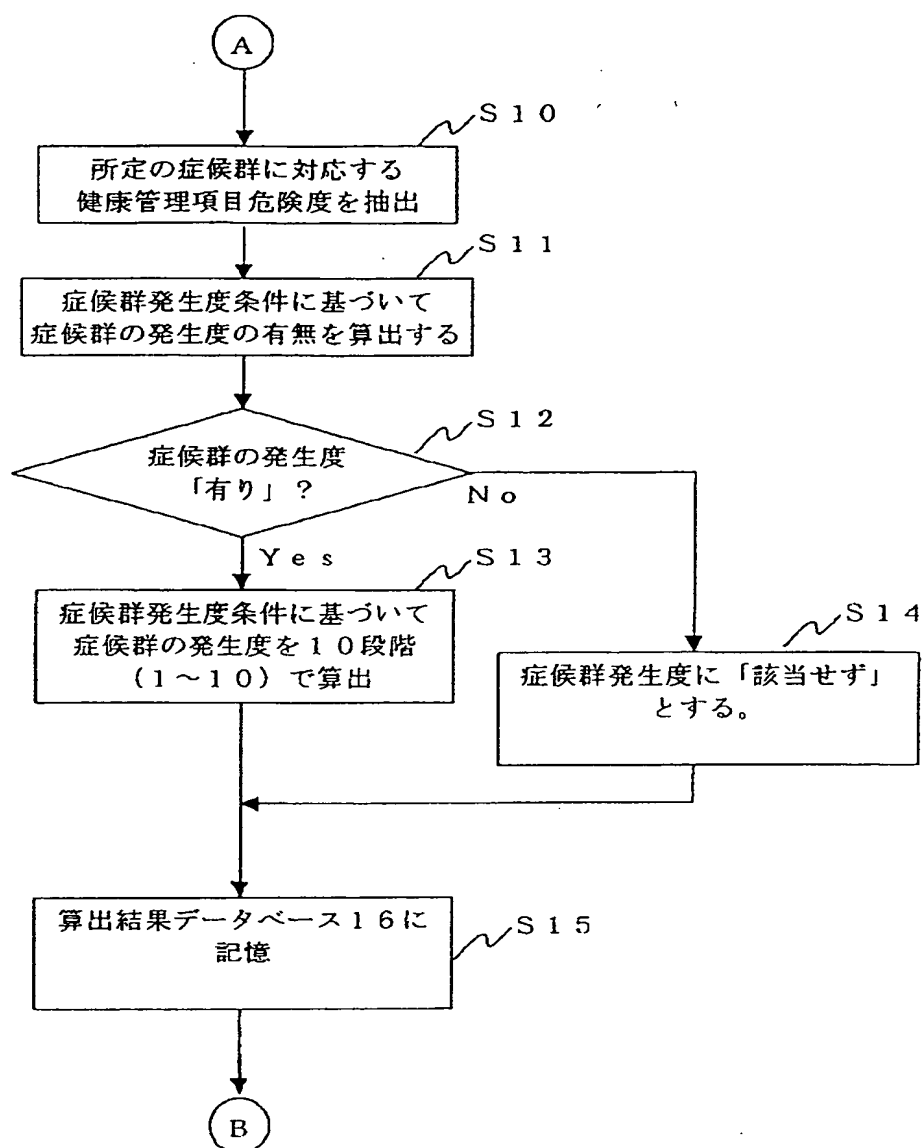 A
S10
所定の症候群に対応する
健康管理項目危険度を抽出
S11
症候群発生度条件に基づいて
症候群の発生度の有無を算出する
S12
症候群の発生度
「有り」？
No
Yes
S13
症候群発生度条件に基づいて
症候群の発生度を10段階
（1～10）で算出
S14
症候群発生度に「該当せず」
とする。
算出結果データベース16に
記憶
S15
B